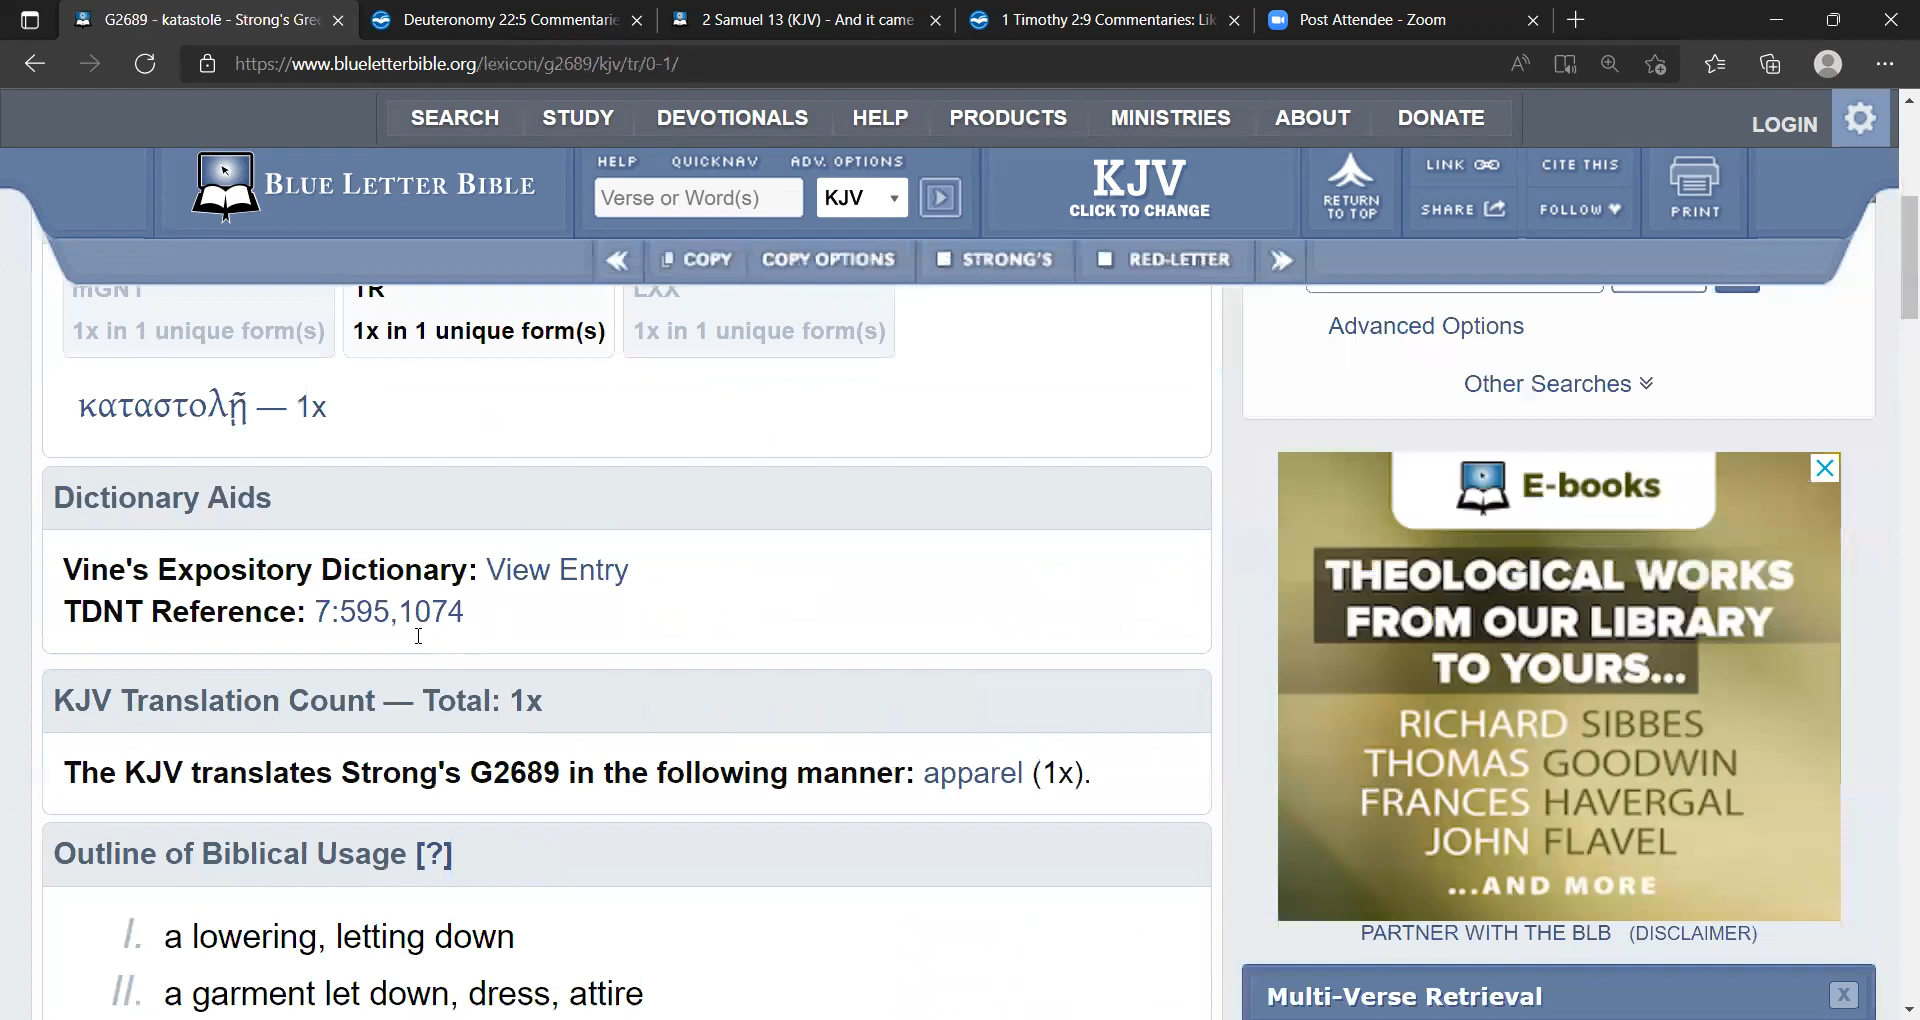 G2689 - katastolē - Strong's Gre
Deuteronomy 22:5 Commentarie
2 Samuel 13 (KJV) - And it came
1 Timothy 2:9 Commentaries: Lik
Post Attendee - Zoom
https://www.blueletterbible.org/lexicon/g2689/kjv/tr/0-1/
SEARCH STUDY DEVOTIONALS HELP PRODUCTS MINISTRIES ABOUT DONATE
LOGIN
BLUE LETTER BIBLE
HELP QUICKNAV ADV. OPTIONS
Verse or Word(s)
KJV
KJV
CLICK TO CHANGE
RETURN
TO TOP
LINK
CITE THIS
SHARE
FOLLOW
PRINT
COPY COPY OPTIONS STRONG'S RED-LETTER
mGNT TR LXX
1x in 1 unique form(s) 1x in 1 unique form(s) 1x in 1 unique form(s)
καταστολῇ — 1x
Dictionary Aids
Vine's Expository Dictionary: View Entry
TDNT Reference: 7:595,1074
KJV Translation Count — Total: 1x
The KJV translates Strong's G2689 in the following manner: apparel (1x).
Outline of Biblical Usage [?]
I. a lowering, letting down
II. a garment let down, dress, attire
Advanced Options
Other Searches
E-books
THEOLOGICAL WORKS
FROM OUR LIBRARY
TO YOURS...
RICHARD SIBBES
THOMAS GOODWIN
FRANCES HAVERGAL
JOHN FLAVEL
...AND MORE
PARTNER WITH THE BLB (DISCLAIMER)
Multi-Verse Retrieval
X